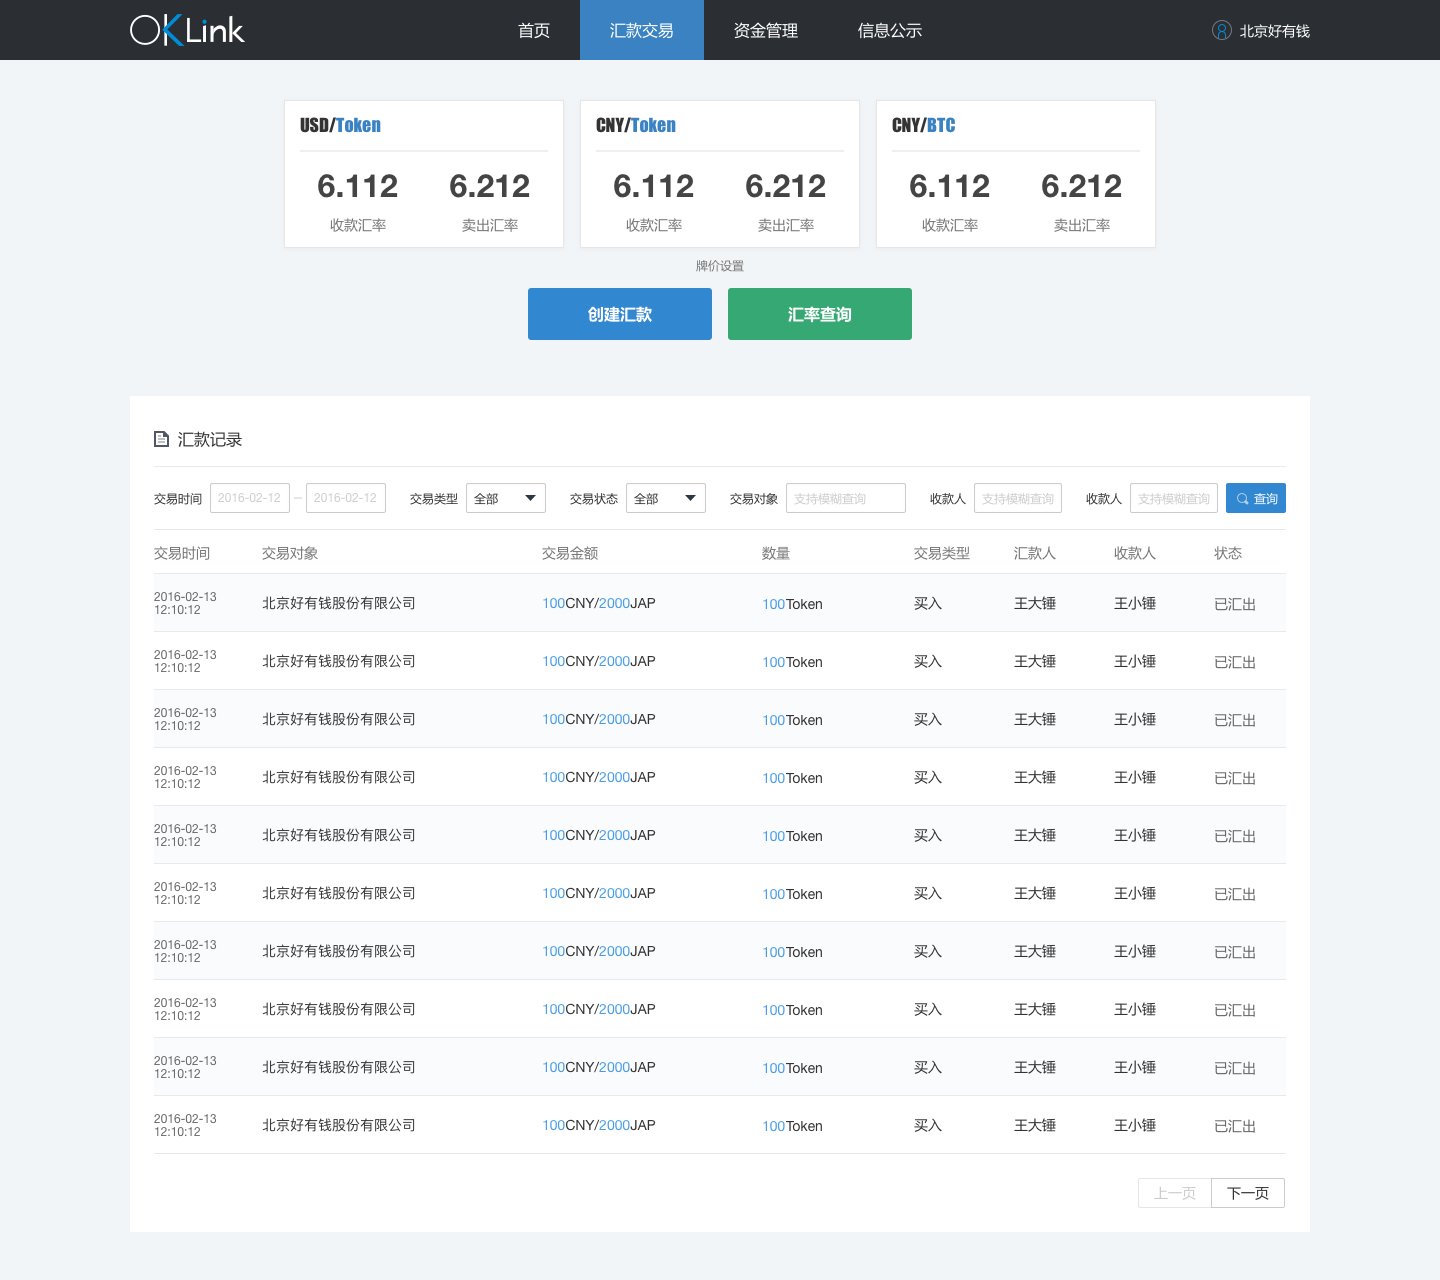 OKLink 首页 汇款交易 资金管理 信息公示 北京好有钱
USD/Token CNY/Token CNY/BTC
6.112 6.212 6.112 6.212 6.112 6.212
收款汇率 卖出汇率 收款汇率 卖出汇率 收款汇率 卖出汇率
牌价设置
创建汇款 汇率查询
汇款记录
交易时间 2016-02-12 – 2016-02-12 交易类型 全部 交易状态 全部 交易对象 支持模糊查询 收款人 支持模糊查询 收款人 支持模糊查询 查询
交易时间 交易对象 交易金额 数量 交易类型 汇款人 收款人 状态
2016-02-13
12:10:12 北京好有钱股份有限公司 100CNY/2000JAP 100Token 买入 王大锤 王小锤 已汇出
2016-02-13
12:10:12 北京好有钱股份有限公司 100CNY/2000JAP 100Token 买入 王大锤 王小锤 已汇出
2016-02-13
12:10:12 北京好有钱股份有限公司 100CNY/2000JAP 100Token 买入 王大锤 王小锤 已汇出
2016-02-13
12:10:12 北京好有钱股份有限公司 100CNY/2000JAP 100Token 买入 王大锤 王小锤 已汇出
2016-02-13
12:10:12 北京好有钱股份有限公司 100CNY/2000JAP 100Token 买入 王大锤 王小锤 已汇出
2016-02-13
12:10:12 北京好有钱股份有限公司 100CNY/2000JAP 100Token 买入 王大锤 王小锤 已汇出
2016-02-13
12:10:12 北京好有钱股份有限公司 100CNY/2000JAP 100Token 买入 王大锤 王小锤 已汇出
2016-02-13
12:10:12 北京好有钱股份有限公司 100CNY/2000JAP 100Token 买入 王大锤 王小锤 已汇出
2016-02-13
12:10:12 北京好有钱股份有限公司 100CNY/2000JAP 100Token 买入 王大锤 王小锤 已汇出
2016-02-13
12:10:12 北京好有钱股份有限公司 100CNY/2000JAP 100Token 买入 王大锤 王小锤 已汇出
上一页 下一页